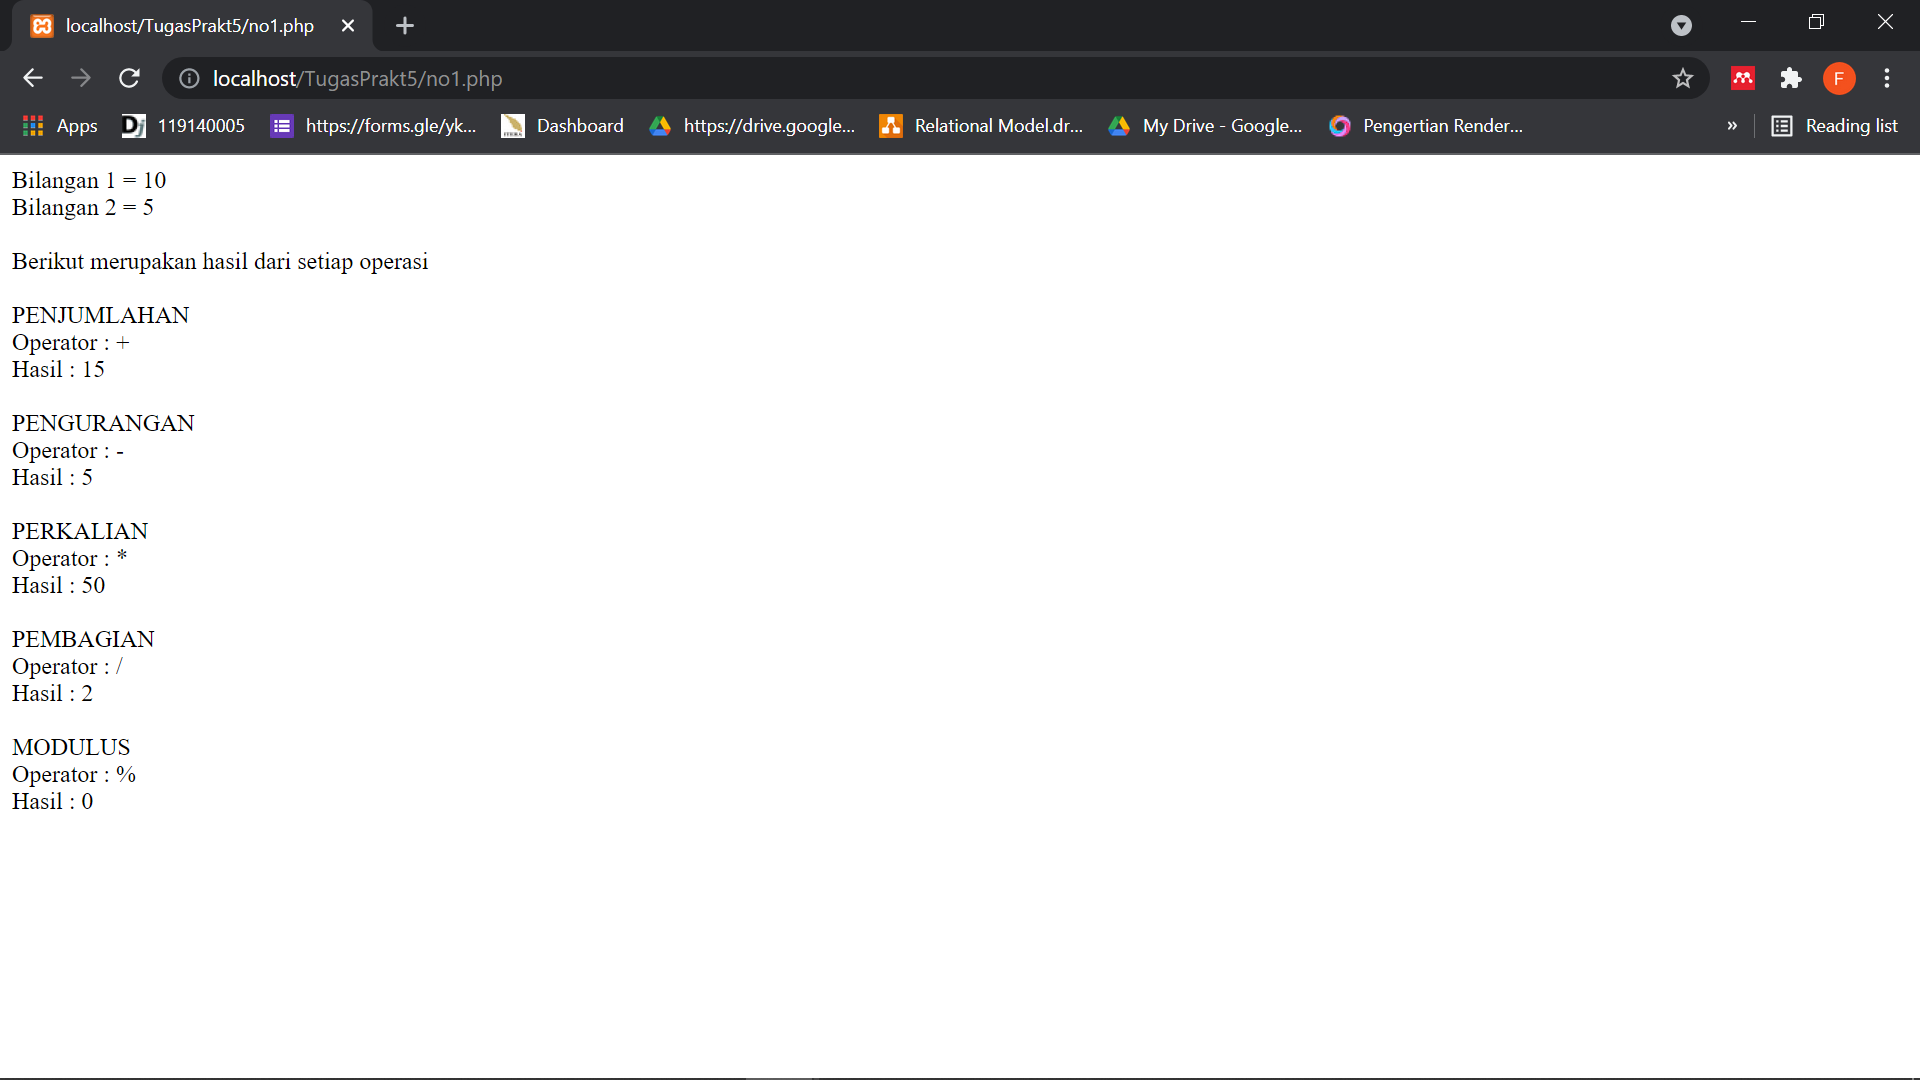 localhost/TugasPrakt5/no1.php
localhost/TugasPrakt5/no1.php
F
Apps
Dj 119140005
https://forms.gle/yk...
Dashboard
https://drive.google...
Relational Model.dr...
My Drive - Google...
Pengertian Render...
»
Reading list
Bilangan 1 = 10
Bilangan 2 = 5
Berikut merupakan hasil dari setiap operasi
PENJUMLAHAN
Operator : +
Hasil : 15
PENGURANGAN
Operator : -
Hasil : 5
PERKALIAN
Operator : *
Hasil : 50
PEMBAGIAN
Operator : /
Hasil : 2
MODULUS
Operator : %
Hasil : 0